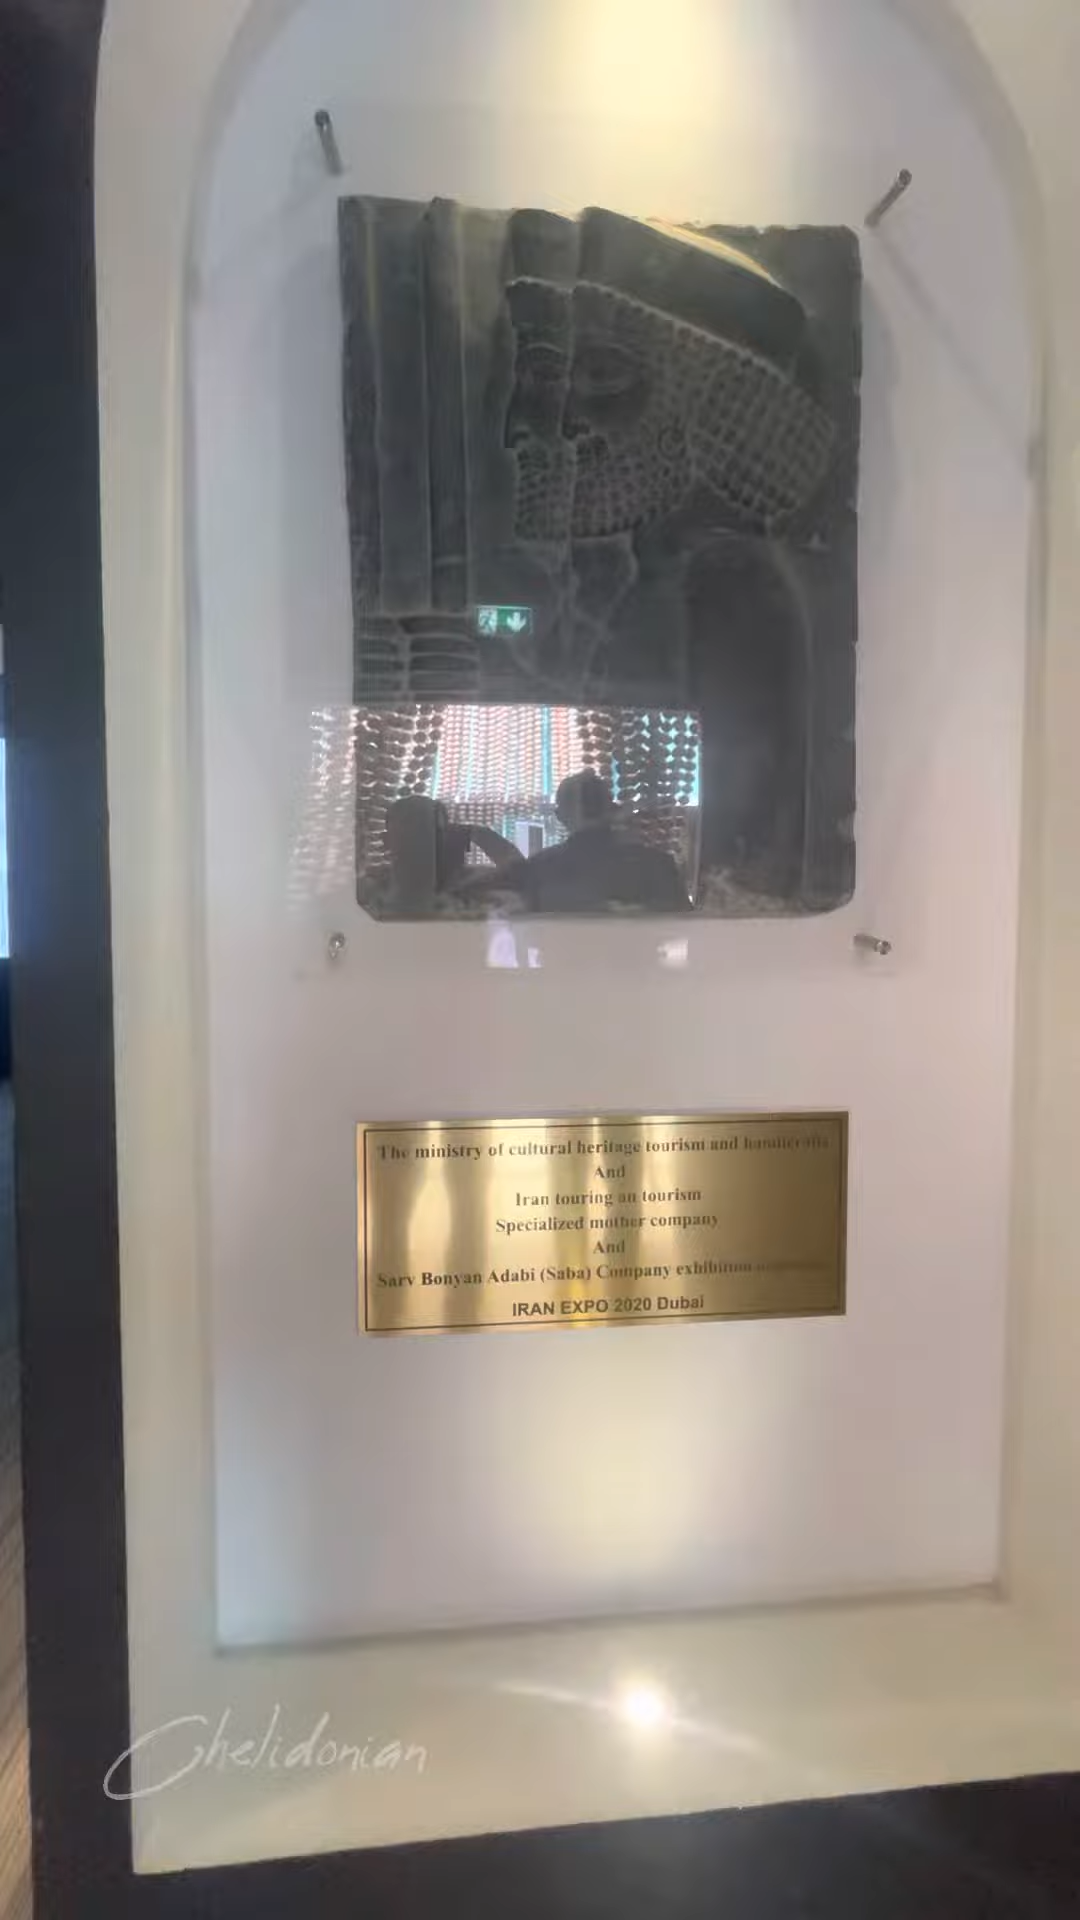 The ministry of cultural heritage tourism and handicrafts
And
Iran touring an tourism
Specialized mother company
And
Sarv Bonyan Adabi (Saba) Company exhibition
IRAN EXPO 2020 Dubai
Chelidonian